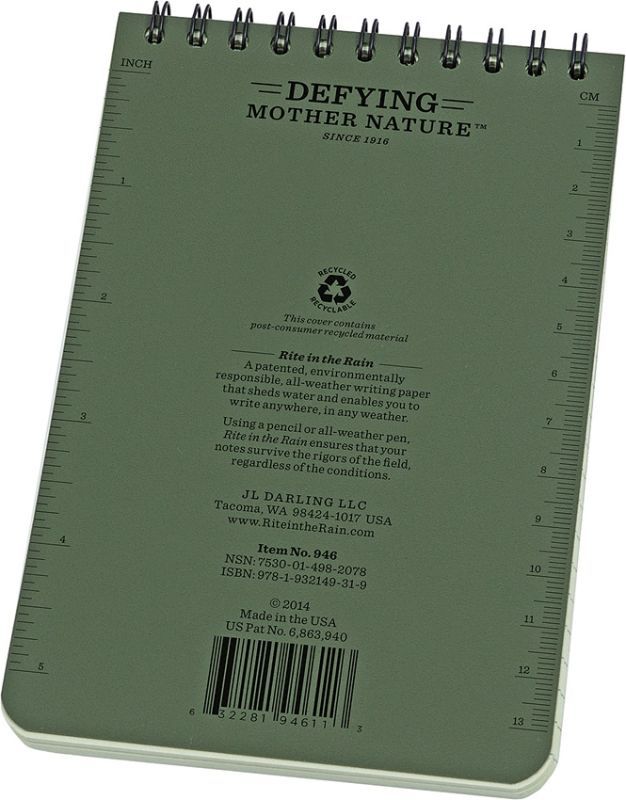 INCH
CM
DEFYING
MOTHER NATURE™
SINCE 1916
1
2
3
4
5
1
2
3
4
5
6
7
8
9
10
11
12
13
RECYCLED
RECYCLABLE
This cover contains
post-consumer recycled material
Rite in the Rain
A patented, environmentally
responsible, all-weather writing paper
that sheds water and enables you to
write anywhere, in any weather.
Using a pencil or all-weather pen,
Rite in the Rain ensures that your
notes survive the rigors of the field,
regardless of the conditions.
JL DARLING LLC
Tacoma, WA 98424-1017 USA
www.RiteintheRain.com
Item No. 946
NSN: 7530-01-498-2078
ISBN: 978-1-932149-31-9
© 2014
Made in the USA
US Pat No. 6,863,940
6 32281 94611 3